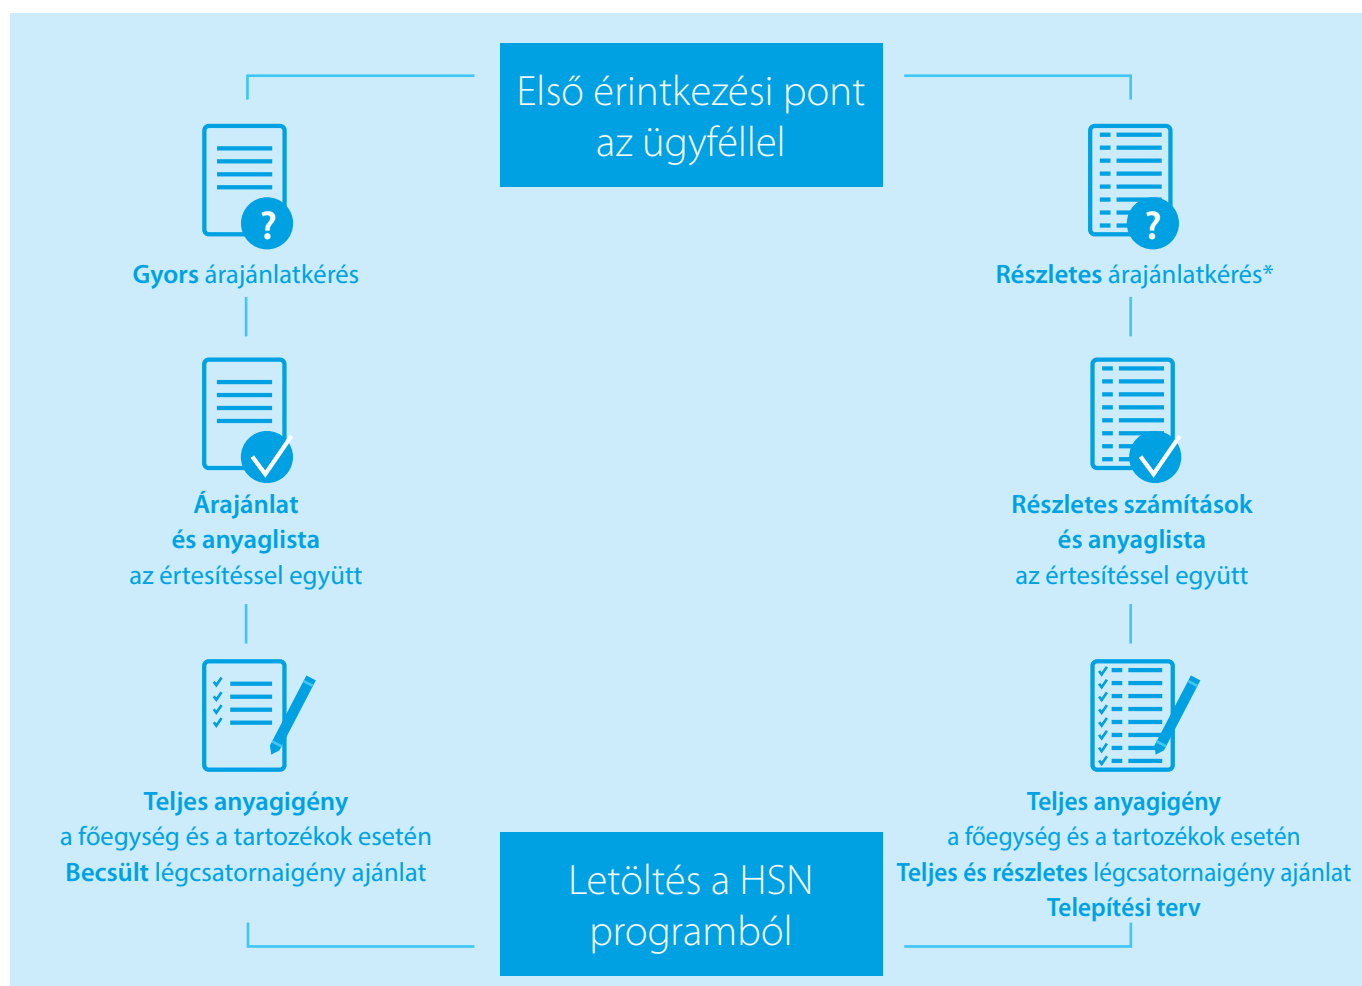 Első érintkezési pont
az ügyféllel
?
Gyors árajánlatkérés
Árajánlat
és anyaglista
az értesítéssel együtt
Teljes anyagigény
a főegység és a tartozékok esetén
Becsült légcsatornaigény ajánlat
?
Részletes árajánlatkérés*
Részletes számítások
és anyaglista
az értesítéssel együtt
Teljes anyagigény
a főegység és a tartozékok esetén
Teljes és részletes légcsatornaigény ajánlat
Telepítési terv
Letöltés a HSN
programból